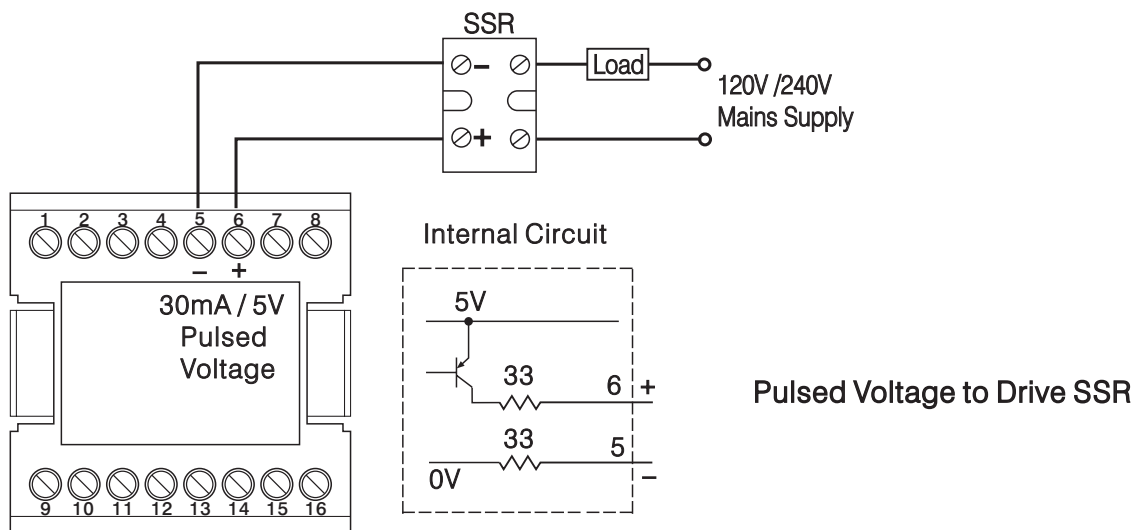 SSR
−
Load
120V /240V
Mains Supply
+
1 2 3 4 5 6 7 8
− +
30mA / 5V
Pulsed
Voltage
9 10 11 12 13 14 15 16
Internal Circuit
5V
33
6 +
33
5
0V
−
Pulsed Voltage to Drive SSR